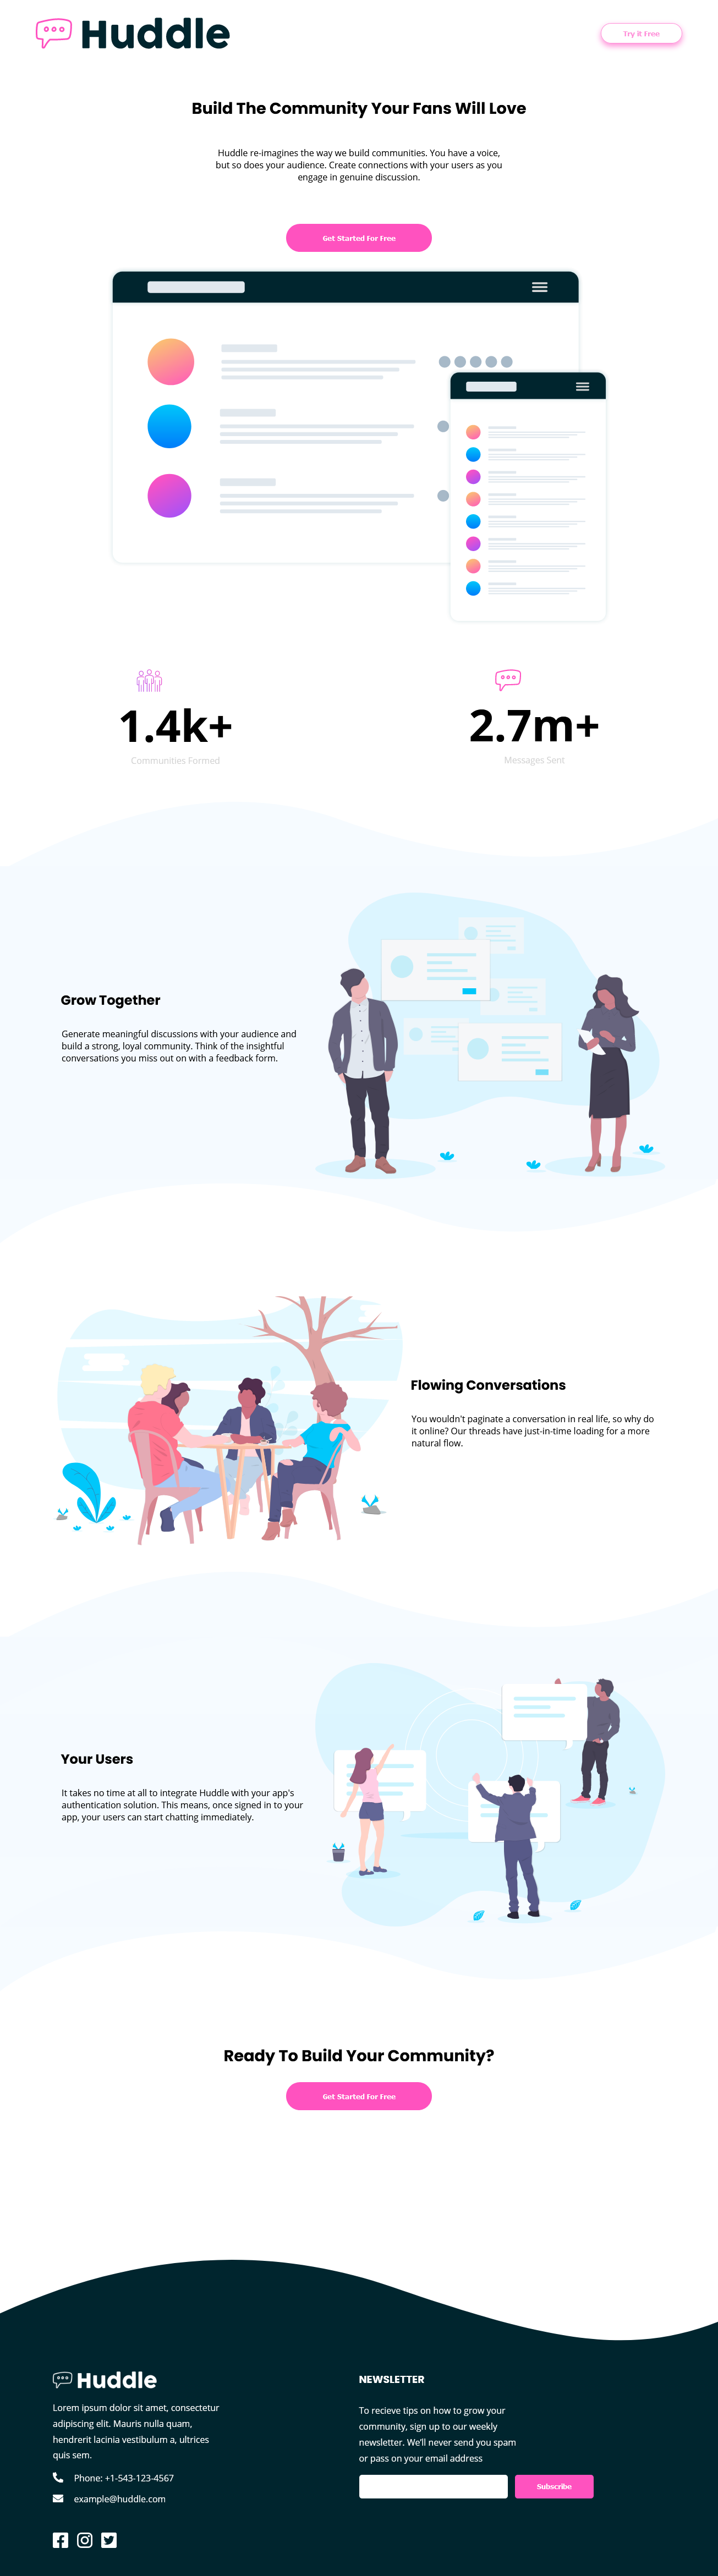 Huddle
Try it Free
Build The Community Your Fans Will Love
Huddle re-imagines the way we build communities. You have a voice,
but so does your audience. Create connections with your users as you
engage in genuine discussion.
Get Started For Free
1.4k+
Communities Formed
2.7m+
Messages Sent
Grow Together
Generate meaningful discussions with your audience and
build a strong, loyal community. Think of the insightful
conversations you miss out on with a feedback form.
Flowing Conversations
You wouldn't paginate a conversation in real life, so why do
it online? Our threads have just-in-time loading for a more
natural flow.
Your Users
It takes no time at all to integrate Huddle with your app's
authentication solution. This means, once signed in to your
app, your users can start chatting immediately.
Ready To Build Your Community?
Get Started For Free
Huddle
Lorem ipsum dolor sit amet, consectetur
adipiscing elit. Mauris nulla quam,
hendrerit lacinia vestibulum a, ultrices
quis sem.
Phone: +1-543-123-4567
example@huddle.com
NEWSLETTER
To recieve tips on how to grow your
community, sign up to our weekly
newsletter. We'll never send you spam
or pass on your email address
Subscribe